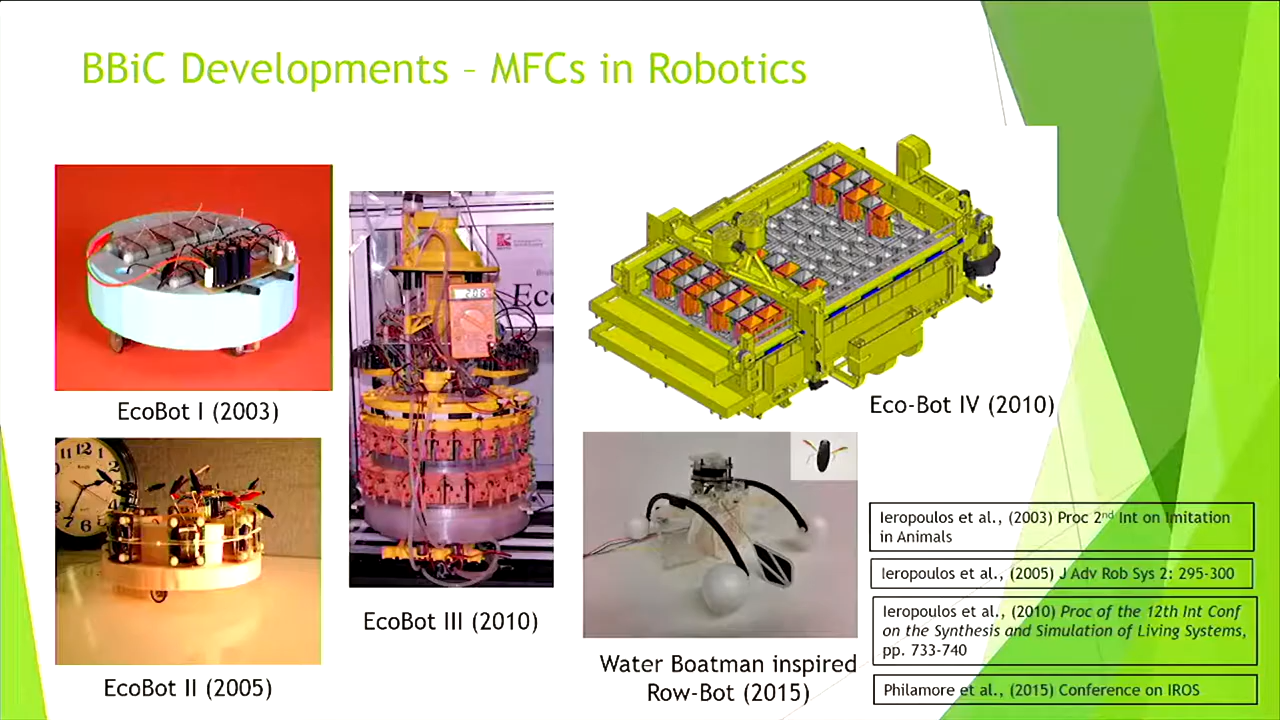 BBiC Developments – MFCs in Robotics
EcoBot I (2003)
EcoBot II (2005)
2.06
Ec
EcoBot III (2010)
Eco-Bot IV (2010)
Water Boatman inspired
Row-Bot (2015)
Ieropoulos et al., (2003) Proc 2nd Int on Imitation
in Animals
Ieropoulos et al., (2005) J Adv Rob Sys 2: 295-300
Ieropoulos et al., (2010) Proc of the 12th Int Conf
on the Synthesis and Simulation of Living Systems,
pp. 733-740
Philamore et al., (2015) Conference on IROS